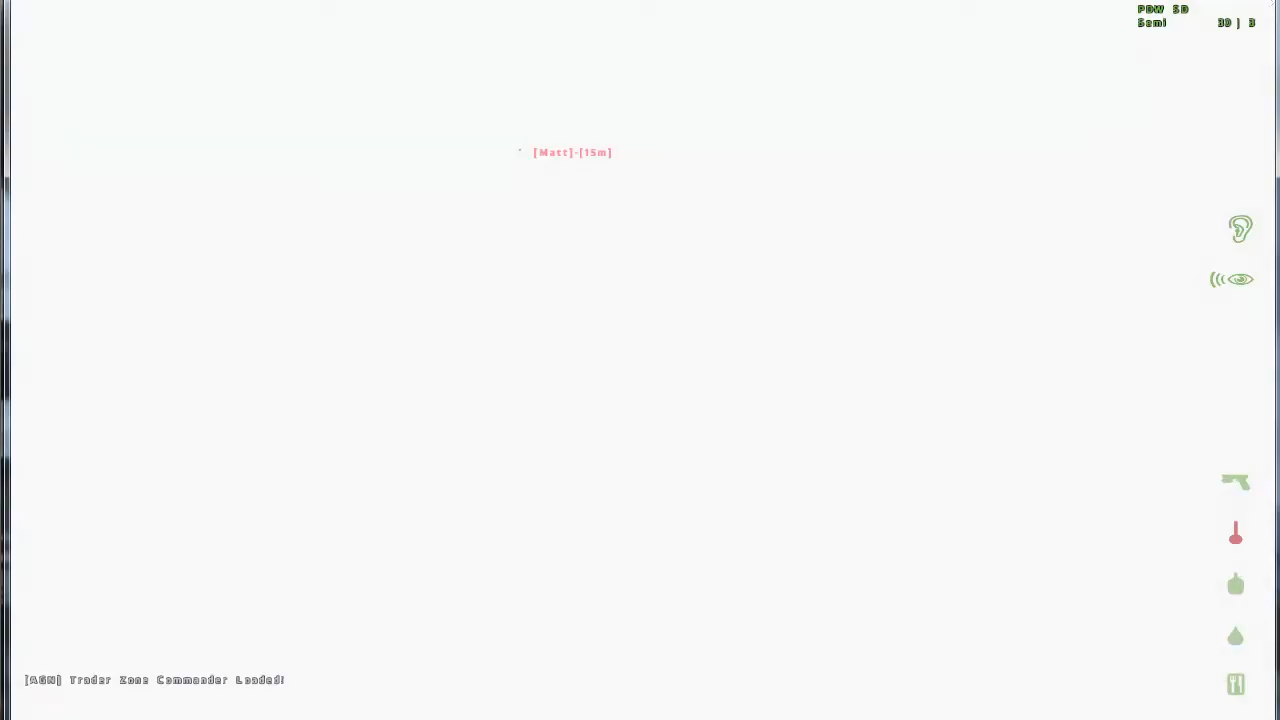 PDW SD
Semi 30 | 3
[Matt]-[15m]
[AGN] Trader Zone Commander Loaded!